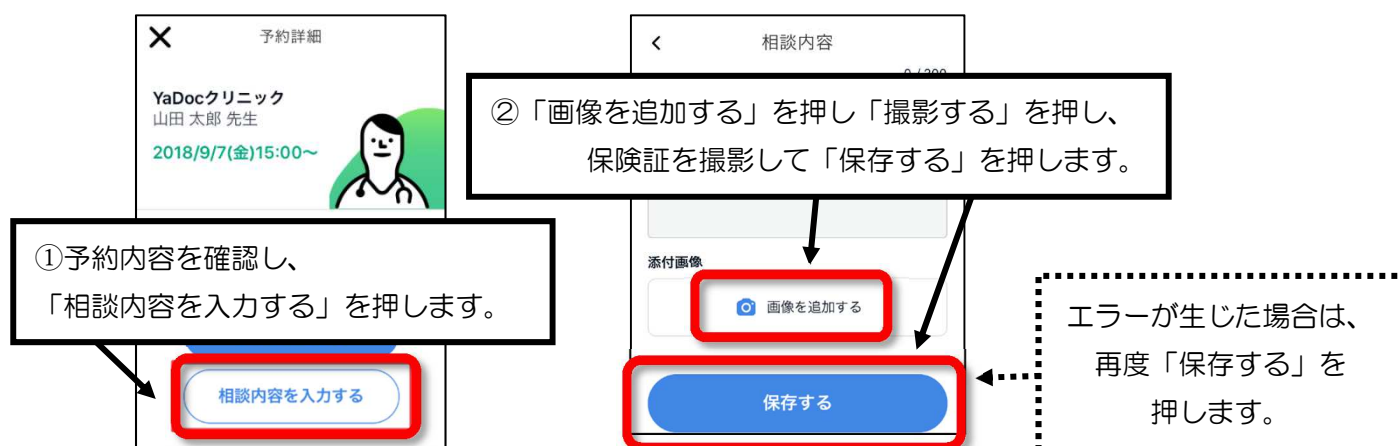 予約詳細
YaDocクリニック
山田 太郎 先生
2018/9/7(金)15:00～
①予約内容を確認し、
「相談内容を入力する」を押します。
相談内容を入力する
相談内容
②「画像を追加する」を押し「撮影する」を押し、
保険証を撮影して「保存する」を押します。
添付画像
画像を追加する
保存する
エラーが生じた場合は、
再度「保存する」を
押します。